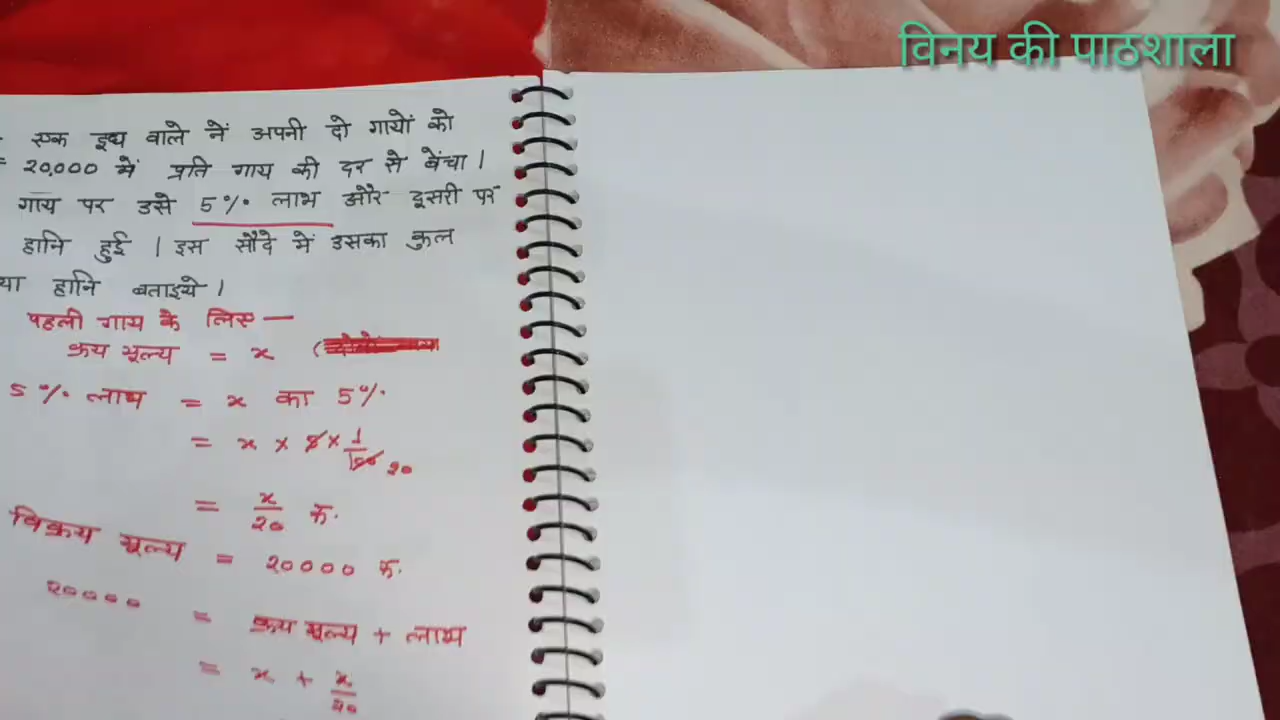 विनय की पाठशाला
एक दूध वाले नें अपनी दो गायों को
= 20,000 में प्रति गाय की दर से बेंचा ।
गाय पर उसे 5% लाभ और दूसरी पर
हानि हुई । इस सौदे में उसका कुल
या हानि बताइये ।
पहली गाय के लिए —
क्रय मूल्य = x (
5% लाभ = x का 5%
= x × 5 × 1/100 20
= x/20 रु.
विक्रय मूल्य = 20000 रु.
20000 = क्रय मूल्य + लाभ
= x + x/20